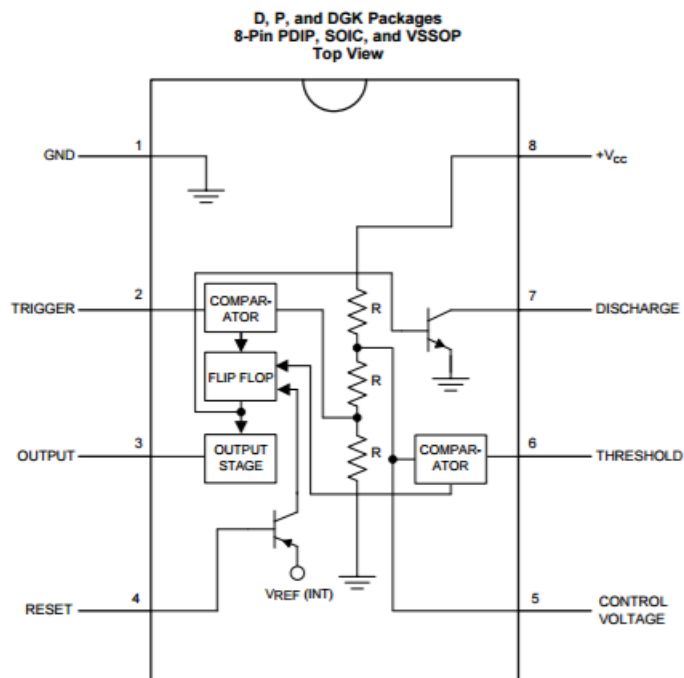 D, P, and DGK Packages
8-Pin PDIP, SOIC, and VSSOP
Top View
1
GND
8
+Vcc
2
TRIGGER
COMPAR-
ATOR
R
7
DISCHARGE
FLIP FLOP
R
3
OUTPUT
OUTPUT
STAGE
R
COMPAR-
ATOR
6
THRESHOLD
4
RESET
VREF (INT)
5
CONTROL
VOLTAGE